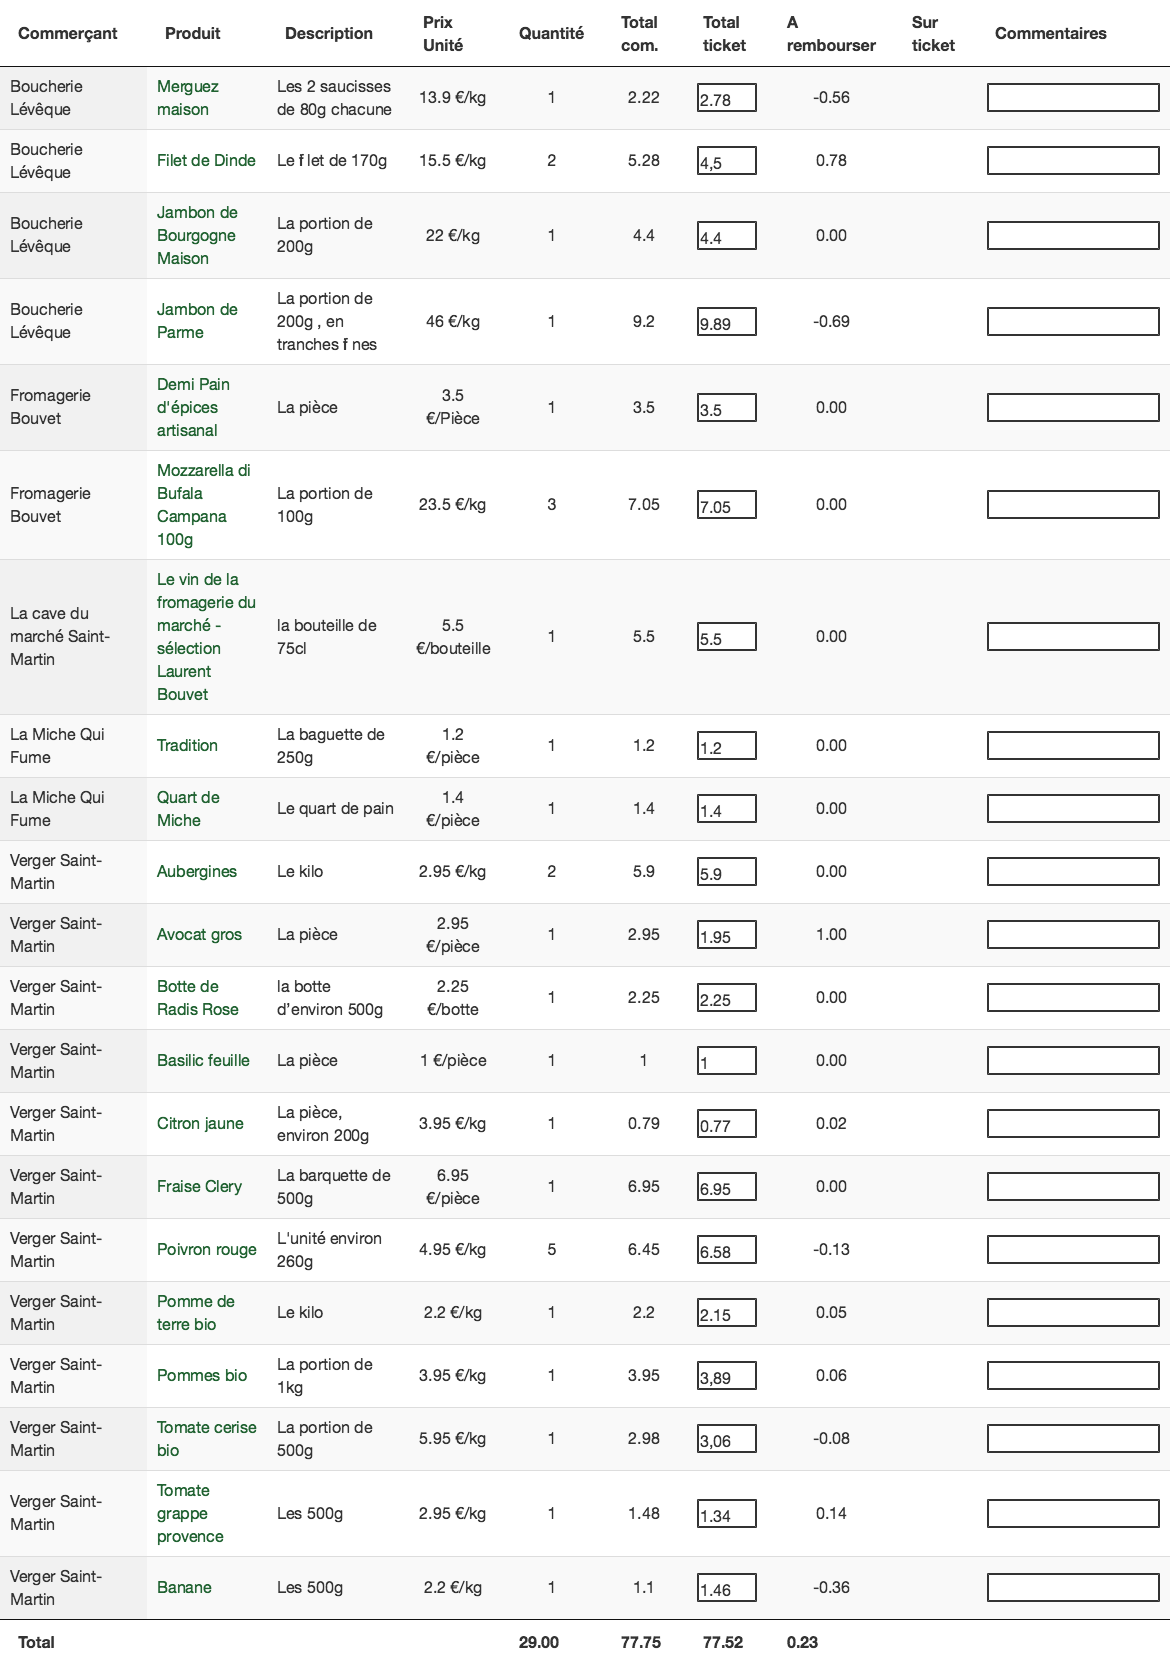 Commerçant Produit Description Prix Unité Quantité Total com. Total ticket A rembourser Sur ticket Commentaires
Boucherie Lévêque Merguez maison Les 2 saucisses de 80g chacune 13.9 €/kg 1 2.22 2.78 -0.56
Boucherie Lévêque Filet de Dinde Le f let de 170g 15.5 €/kg 2 5.28 4,5 0.78
Boucherie Lévêque Jambon de Bourgogne Maison La portion de 200g 22 €/kg 1 4.4 4.4 0.00
Boucherie Lévêque Jambon de Parme La portion de 200g , en tranches f nes 46 €/kg 1 9.2 9.89 -0.69
Fromagerie Bouvet Demi Pain d'épices artisanal La pièce 3.5 €/Pièce 1 3.5 3.5 0.00
Fromagerie Bouvet Mozzarella di Bufala Campana 100g La portion de 100g 23.5 €/kg 3 7.05 7.05 0.00
La cave du marché Saint-Martin Le vin de la fromagerie du marché - sélection Laurent Bouvet la bouteille de 75cl 5.5 €/bouteille 1 5.5 5.5 0.00
La Miche Qui Fume Tradition La baguette de 250g 1.2 €/pièce 1 1.2 1.2 0.00
La Miche Qui Fume Quart de Miche Le quart de pain 1.4 €/pièce 1 1.4 1.4 0.00
Verger Saint-Martin Aubergines Le kilo 2.95 €/kg 2 5.9 5.9 0.00
Verger Saint-Martin Avocat gros La pièce 2.95 €/pièce 1 2.95 1.95 1.00
Verger Saint-Martin Botte de Radis Rose la botte d’environ 500g 2.25 €/botte 1 2.25 2.25 0.00
Verger Saint-Martin Basilic feuille La pièce 1 €/pièce 1 1 1 0.00
Verger Saint-Martin Citron jaune La pièce, environ 200g 3.95 €/kg 1 0.79 0.77 0.02
Verger Saint-Martin Fraise Clery La barquette de 500g 6.95 €/pièce 1 6.95 6.95 0.00
Verger Saint-Martin Poivron rouge L'unité environ 260g 4.95 €/kg 5 6.45 6.58 -0.13
Verger Saint-Martin Pomme de terre bio Le kilo 2.2 €/kg 1 2.2 2.15 0.05
Verger Saint-Martin Pommes bio La portion de 1kg 3.95 €/kg 1 3.95 3,89 0.06
Verger Saint-Martin Tomate cerise bio La portion de 500g 5.95 €/kg 1 2.98 3,06 -0.08
Verger Saint-Martin Tomate grappe provence Les 500g 2.95 €/kg 1 1.48 1.34 0.14
Verger Saint-Martin Banane Les 500g 2.2 €/kg 1 1.1 1.46 -0.36
Total 29.00 77.75 77.52 0.23